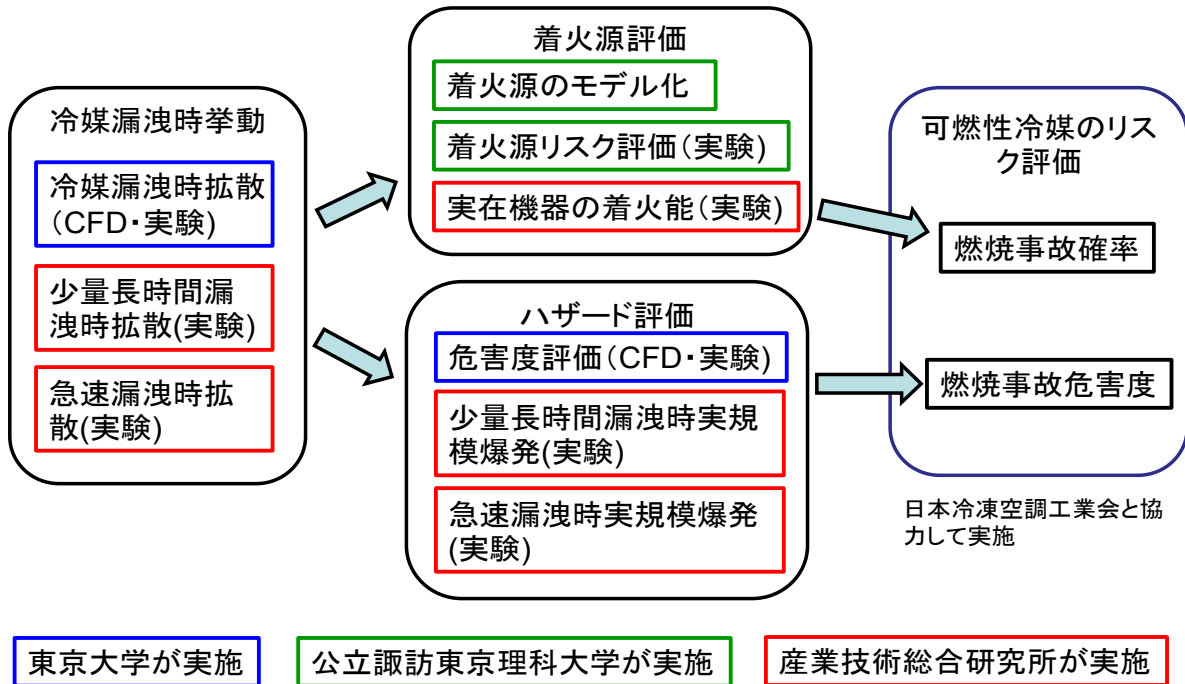 冷媒漏洩時挙動
冷媒漏洩時拡散
(CFD・実験)
少量長時間漏
洩時拡散(実験)
急速漏洩時拡
散(実験)
着火源評価
着火源のモデル化
着火源リスク評価(実験)
実在機器の着火能(実験)
ハザード評価
危害度評価(CFD・実験)
少量長時間漏洩時実規
模爆発(実験)
急速漏洩時実規模爆発
(実験)
可燃性冷媒のリス
ク評価
燃焼事故確率
燃焼事故危害度
日本冷凍空調工業会と協
力して実施
東京大学が実施
公立諏訪東京理科大学が実施
産業技術総合研究所が実施